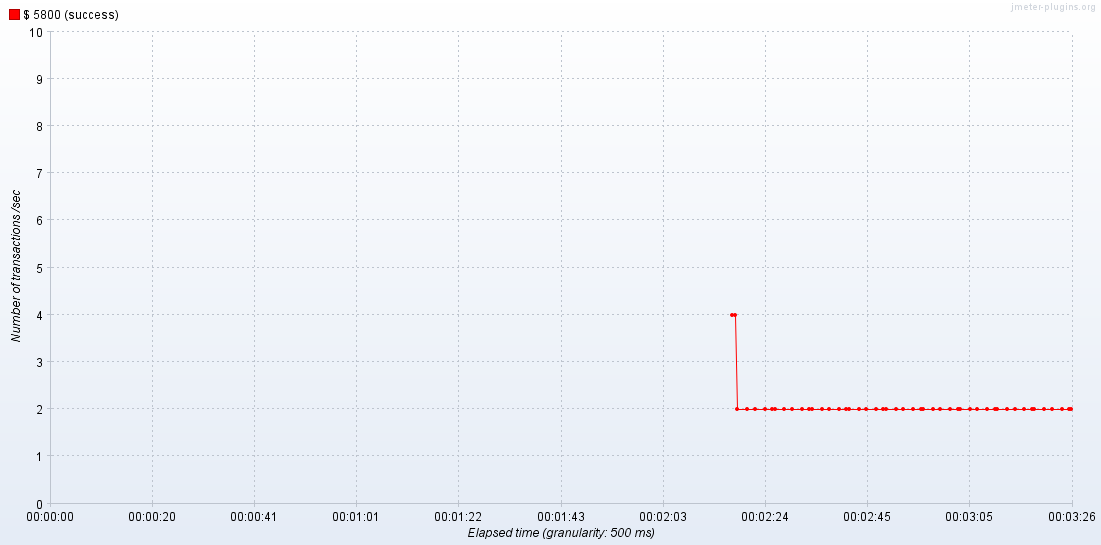 jmeter-plugins.org
$ 5800 (success)
10
9
8
7
6
5
4
3
2
1
0
Number of transactions /sec
00:00:00 00:00:20 00:00:41 00:01:01 00:01:22 00:01:43 00:02:03 00:02:24 00:02:45 00:03:05 00:03:26
Elapsed time (granularity: 500 ms)